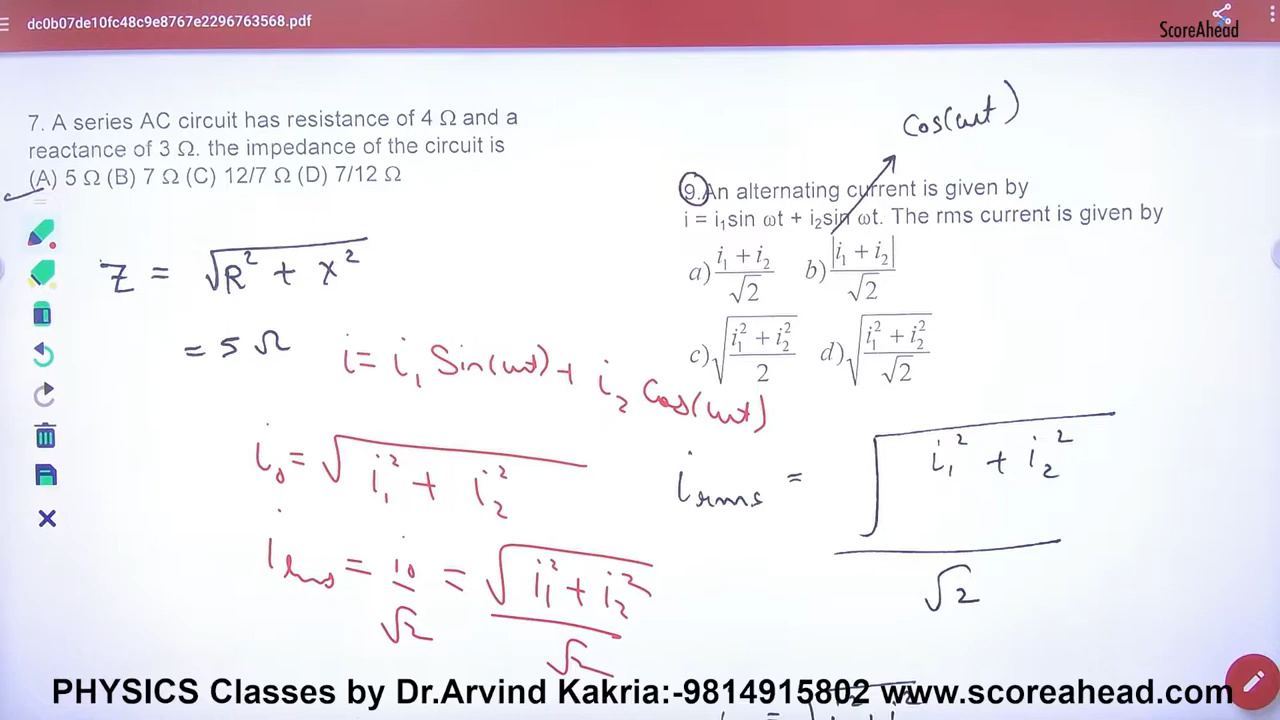 dc0b07de10fc48c9e8767e2296763568.pdf
ScoreAhead
7. A series AC circuit has resistance of 4 Ω and a
reactance of 3 Ω. the impedance of the circuit is
(A) 5 Ω (B) 7 Ω (C) 12/7 Ω (D) 7/12 Ω
Z = √R² + X²
= 5 Ω
cos(ωt)
9. An alternating current is given by
i = i₁sin ωt + i₂sin ωt. The rms current is given by
a) i₁ + i₂ / √2 b) |i₁ + i₂| / √2
c) √(i₁² + i₂² / 2) d) √(i₁² + i₂² / √2)
i = i₁ Sin(ωt) + i₂ Cos(ωt)
i₀ = √i₁² + i₂²
irms = i₀ / √2 = √i₁² + i₂² / √2
irms = √i₁² + i₂² / √2
PHYSICS Classes by Dr.Arvind Kakria:-9814915802 www.scoreahead.com